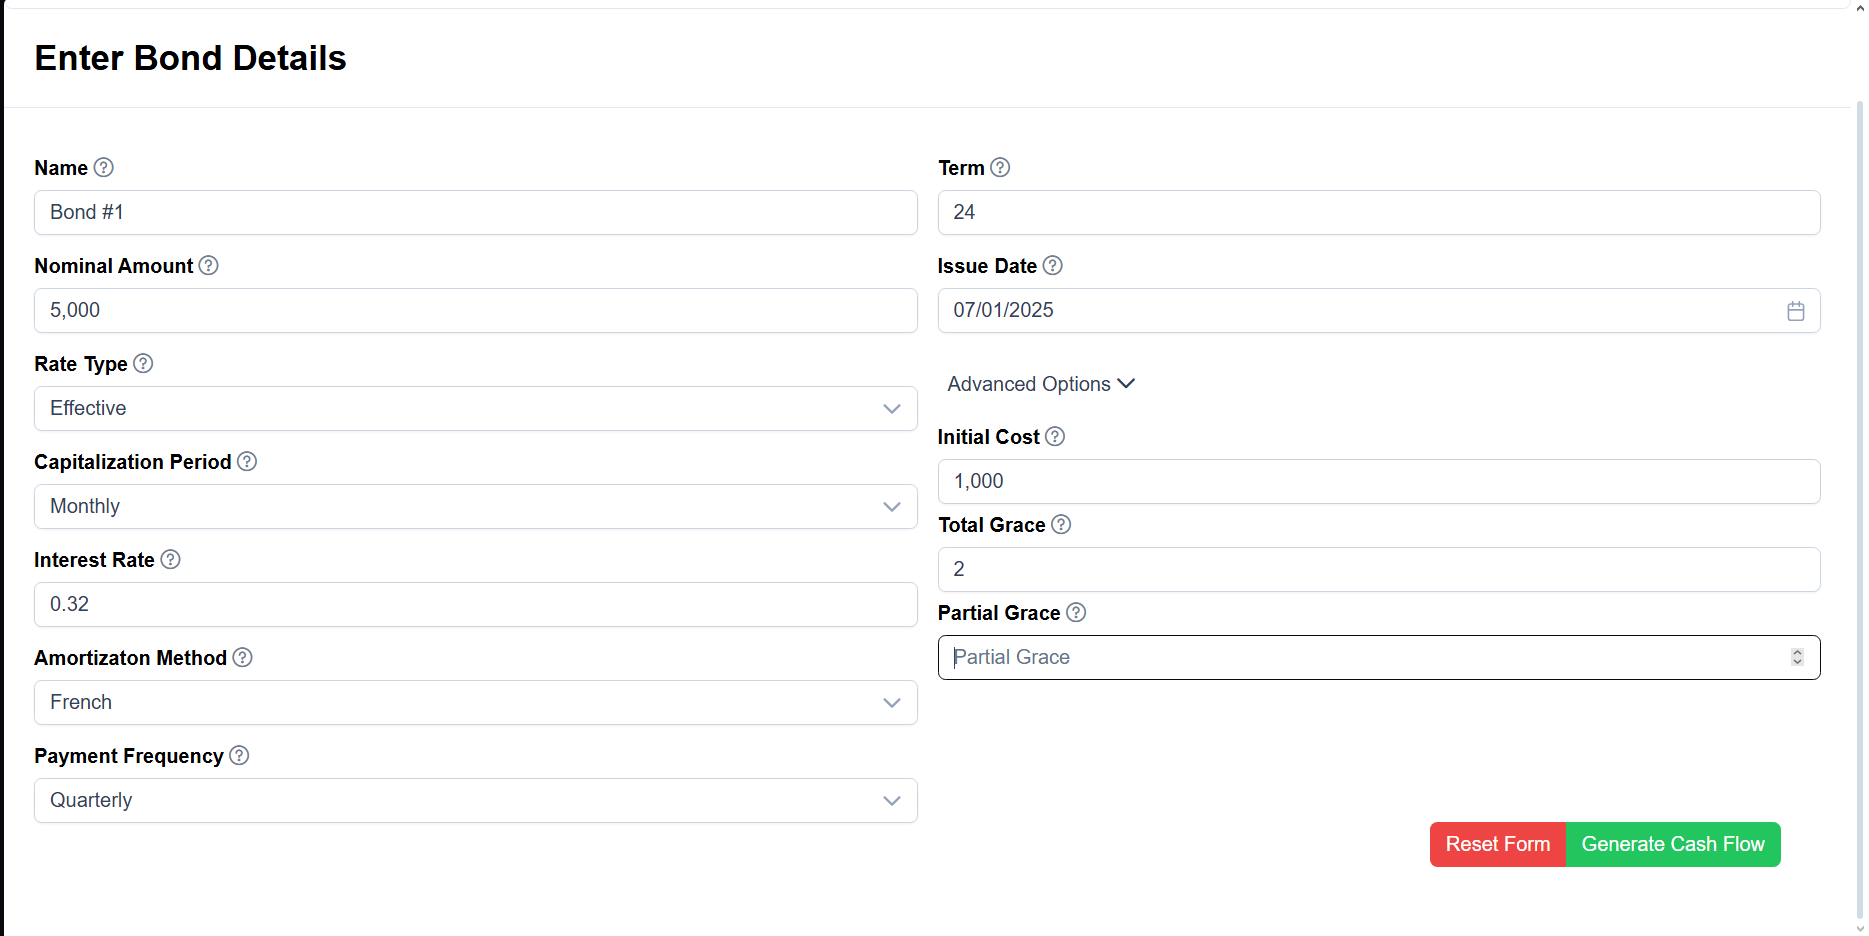 Enter Bond Details
Name
Bond #1
Nominal Amount
5,000
Rate Type
Effective
Capitalization Period
Monthly
Interest Rate
0.32
Amortizaton Method
French
Payment Frequency
Quarterly
Term
24
Issue Date
07/01/2025
Advanced Options
Initial Cost
1,000
Total Grace
2
Partial Grace
Partial Grace
Reset Form
Generate Cash Flow